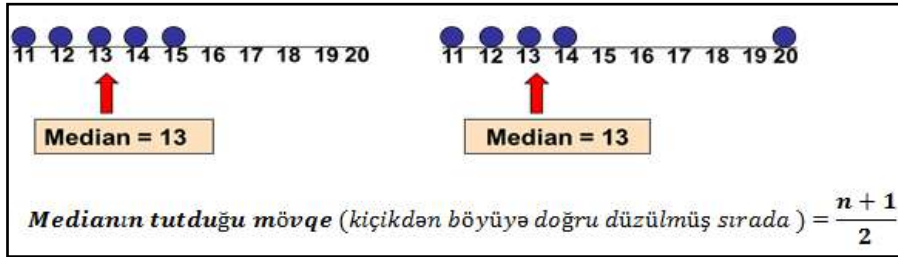 11 12 13 14 15 16 17 18 19 20
11 12 13 14 15 16 17 18 19 20
Median = 13
Median = 13
Medianın tutduğu mövqe (kiçikdən böyüyə doğru düzülmüş sırada ) = n + 1
2